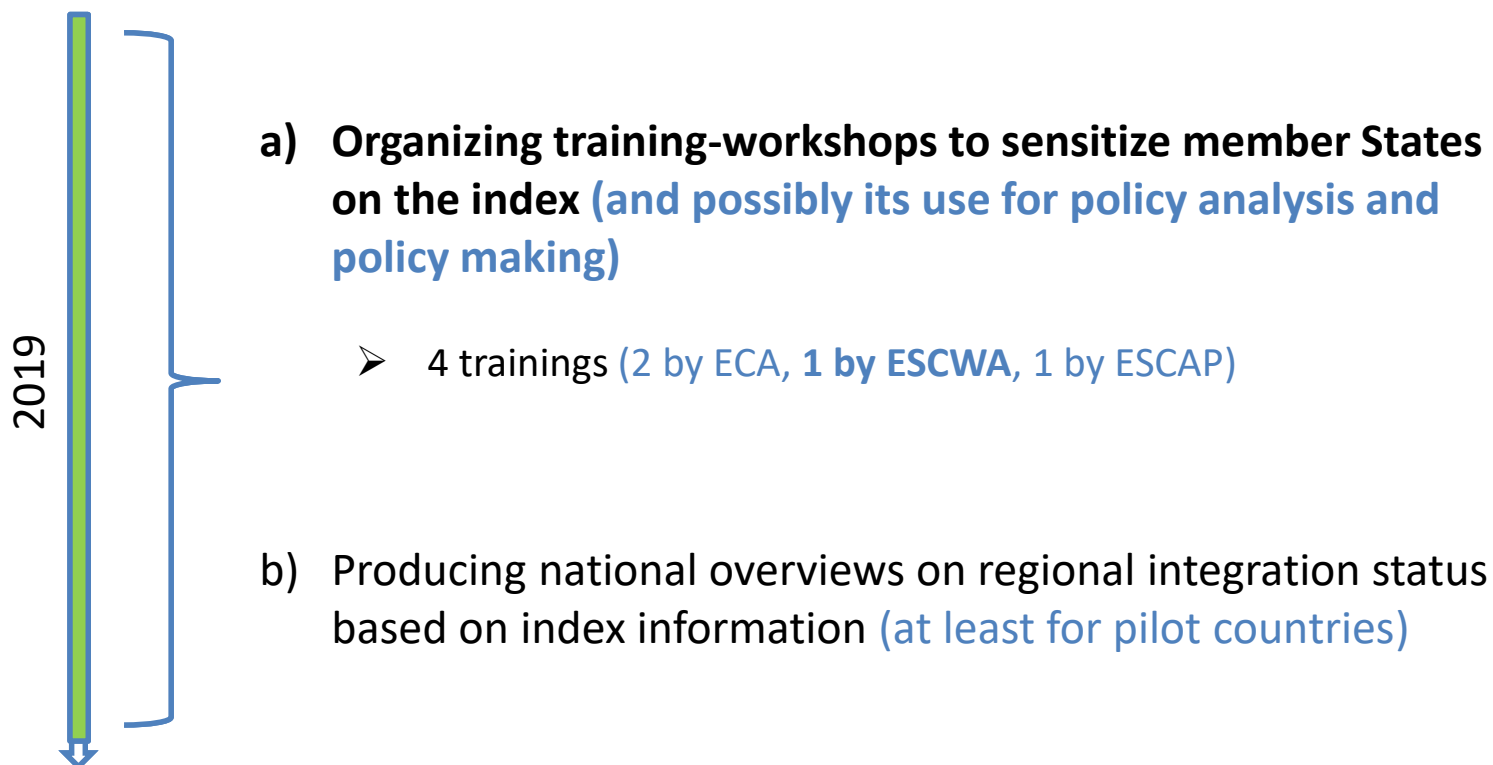 2019
a) Organizing training-workshops to sensitize member States
on the index (and possibly its use for policy analysis and
policy making)
➢ 4 trainings (2 by ECA, 1 by ESCWA, 1 by ESCAP)
b) Producing national overviews on regional integration status
based on index information (at least for pilot countries)